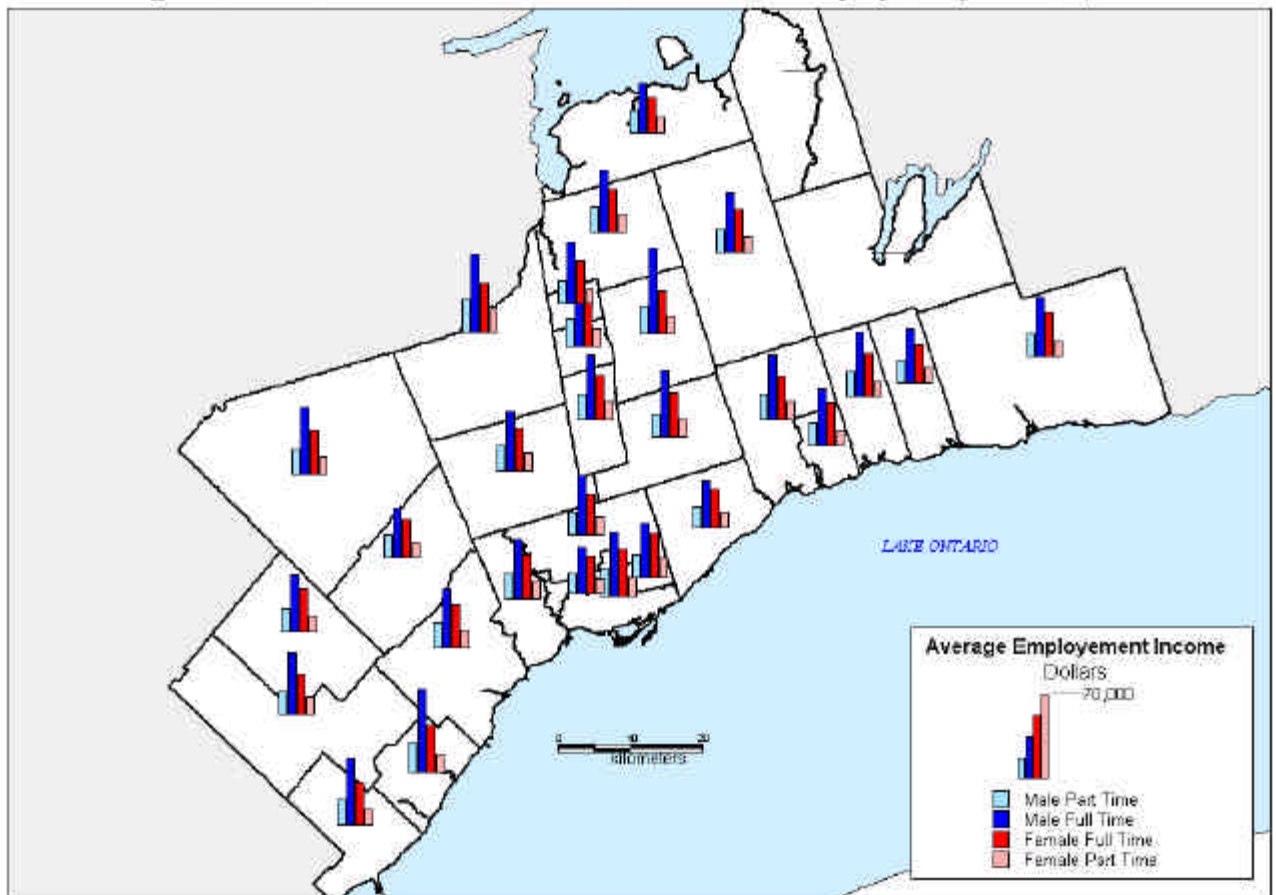 LAKE ONTARIO
Average Employement Income
Dollars
70,000
0 10 20
kilometers
Male Part Time
Male Full Time
Female Full Time
Female Part Time